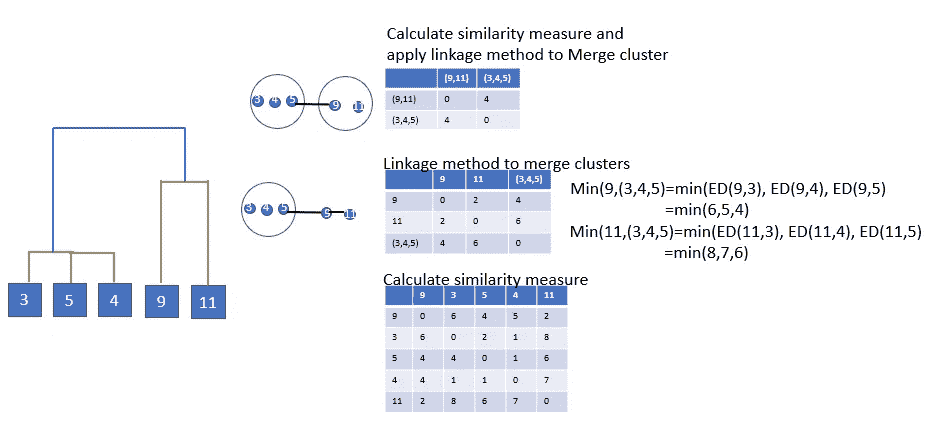 Calculate similarity measure and
apply linkage method to Merge cluster
(9,11) (3,4,5)
(9,11) 0 4
(3,4,5) 4 0
3 4 5 9 11
Linkage method to merge clusters
9 11 (3,4,5)
9 0 2 4
11 2 0 6
(3,4,5) 4 6 0
3 4 5 9 11
Min(9,(3,4,5)=min(ED(9,3), ED(9,4), ED(9,5)
=min(6,5,4)
Min(11,(3,4,5)=min(ED(11,3), ED(11,4), ED(11,5)
=min(8,7,6)
Calculate similarity measure
9 3 5 4 11
9 0 6 4 5 2
3 6 0 2 1 8
5 4 4 0 1 6
4 4 1 1 0 7
11 2 8 6 7 0
3 5 4 9 11